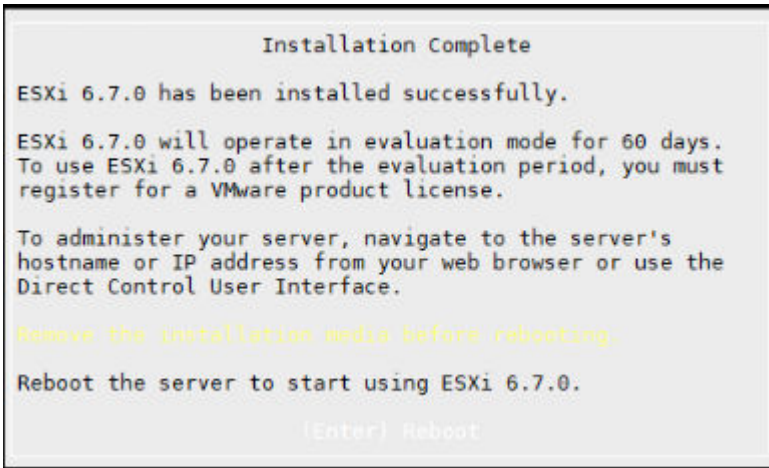 Installation Complete
ESXi 6.7.0 has been installed successfully.
ESXi 6.7.0 will operate in evaluation mode for 60 days.
To use ESXi 6.7.0 after the evaluation period, you must
register for a VMware product license.
To administer your server, navigate to the server's
hostname or IP address from your web browser or use the
Direct Control User Interface.
Remove the installation media before rebooting.
Reboot the server to start using ESXi 6.7.0.
(Enter) Reboot